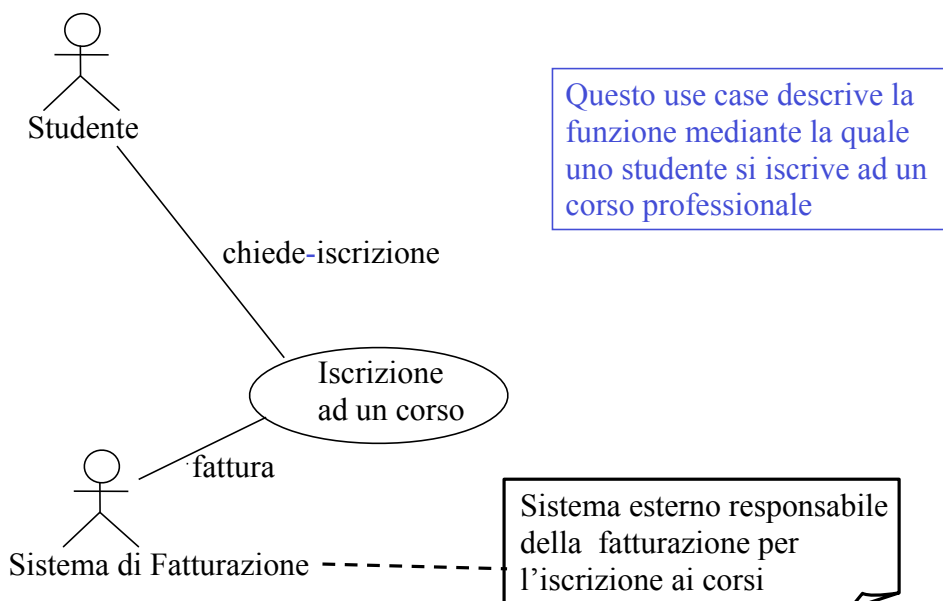 Studente
Questo use case descrive la
funzione mediante la quale
uno studente si iscrive ad un
corso professionale
chiede-iscrizione
Iscrizione
ad un corso
fattura
Sistema di Fatturazione
Sistema esterno responsabile
della fatturazione per
l’iscrizione ai corsi